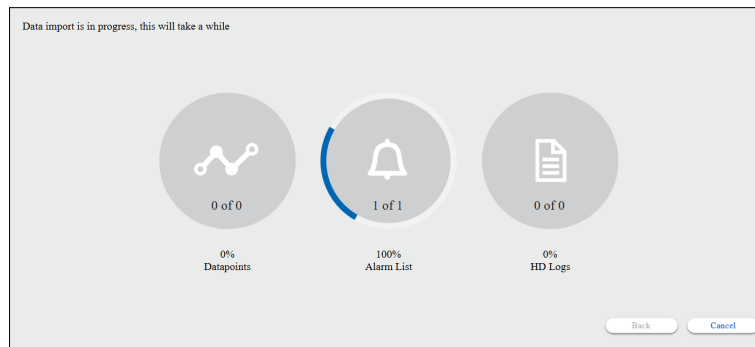 Data import is in progress, this will take a while
0 of 0
1 of 1
0 of 0
0%
Datapoints
100%
Alarm List
0%
HD Logs
Back
Cancel